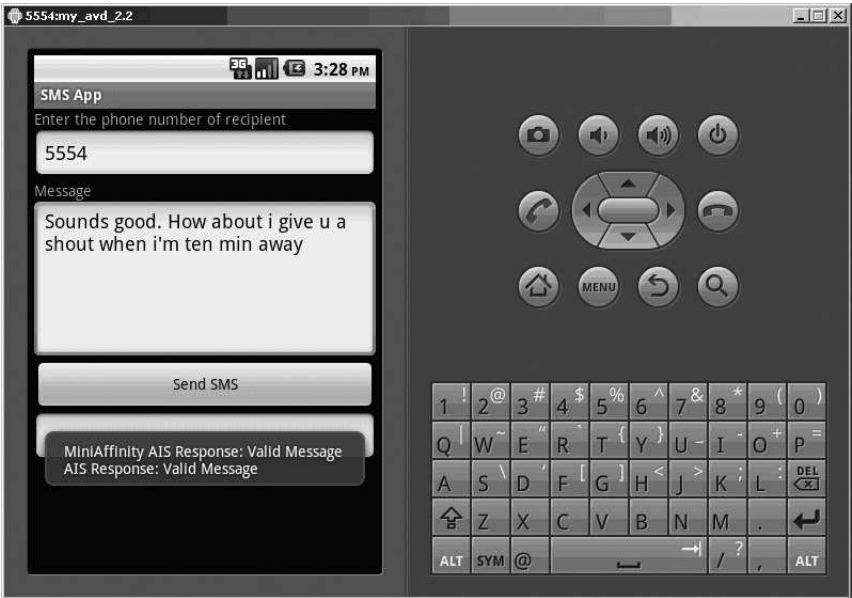 5554:my_avd_2.2
3G 3:28 PM
SMS App
Enter the phone number of recipient
5554
Message
Sounds good. How about i give u a
shout when i'm ten min away
Send SMS
MiniAffinity AIS Response: Valid Message
AIS Response: Valid Message
MENU
1 ! 2 @ 3 # 4 $ 5 % 6 ^ 7 & 8 * 9 ( 0 )
Q | W ~ E " R ` T { Y } U - I - O + P =
A S \ D ' F [ G ] H < J > K ; L : DEL
Z X C V B N M .
ALT SYM @ / ? , ALT